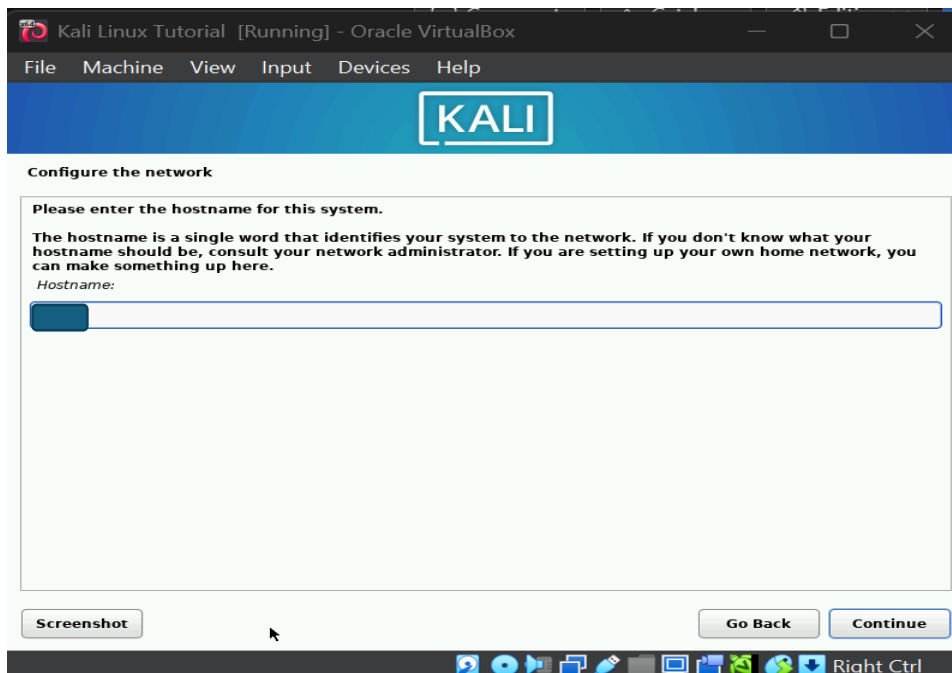 Kali Linux Tutorial [Running] - Oracle VirtualBox
File Machine View Input Devices Help
KALI
Configure the network
Please enter the hostname for this system.
The hostname is a single word that identifies your system to the network. If you don't know what your
hostname should be, consult your network administrator. If you are setting up your own home network, you
can make something up here.
Hostname:
Screenshot
Go Back
Continue
Right Ctrl